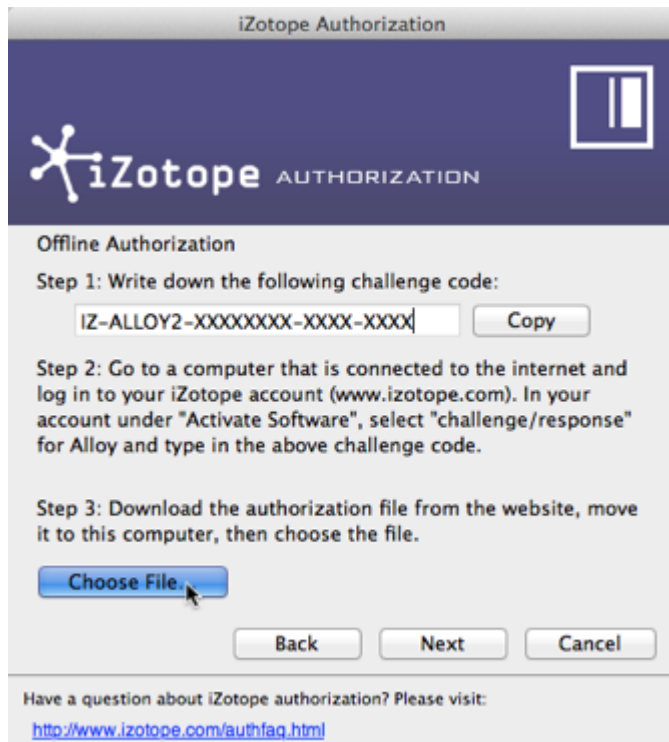 iZotope Authorization
iZotope AUTHORIZATION
Offline Authorization
Step 1: Write down the following challenge code:
IZ-ALLOY2-XXXXXXXX-XXXX-XXXX Copy
Step 2: Go to a computer that is connected to the internet and
log in to your iZotope account (www.izotope.com). In your
account under "Activate Software", select "challenge/response"
for Alloy and type in the above challenge code.
Step 3: Download the authorization file from the website, move
it to this computer, then choose the file.
Choose File...
Back Next Cancel
Have a question about iZotope authorization? Please visit:
http://www.izotope.com/authfaq.html